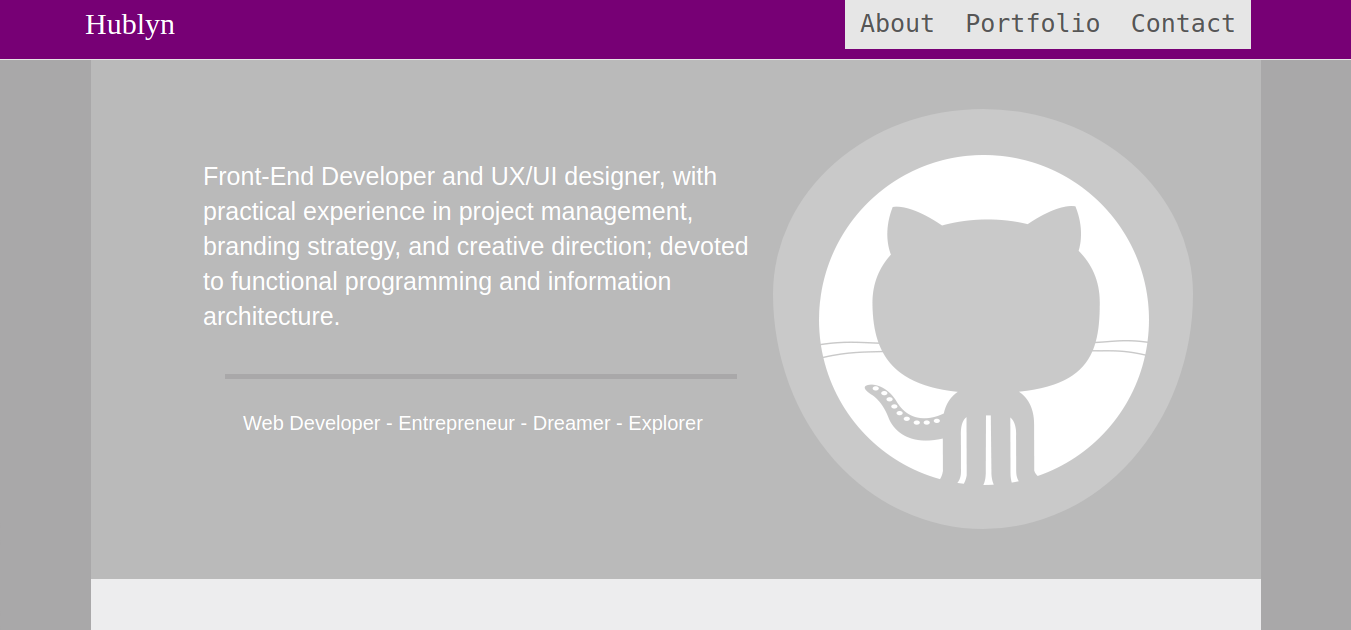 Hublyn
About Portfolio Contact
Front-End Developer and UX/UI designer, with
practical experience in project management,
branding strategy, and creative direction; devoted
to functional programming and information
architecture.
Web Developer - Entrepreneur - Dreamer - Explorer